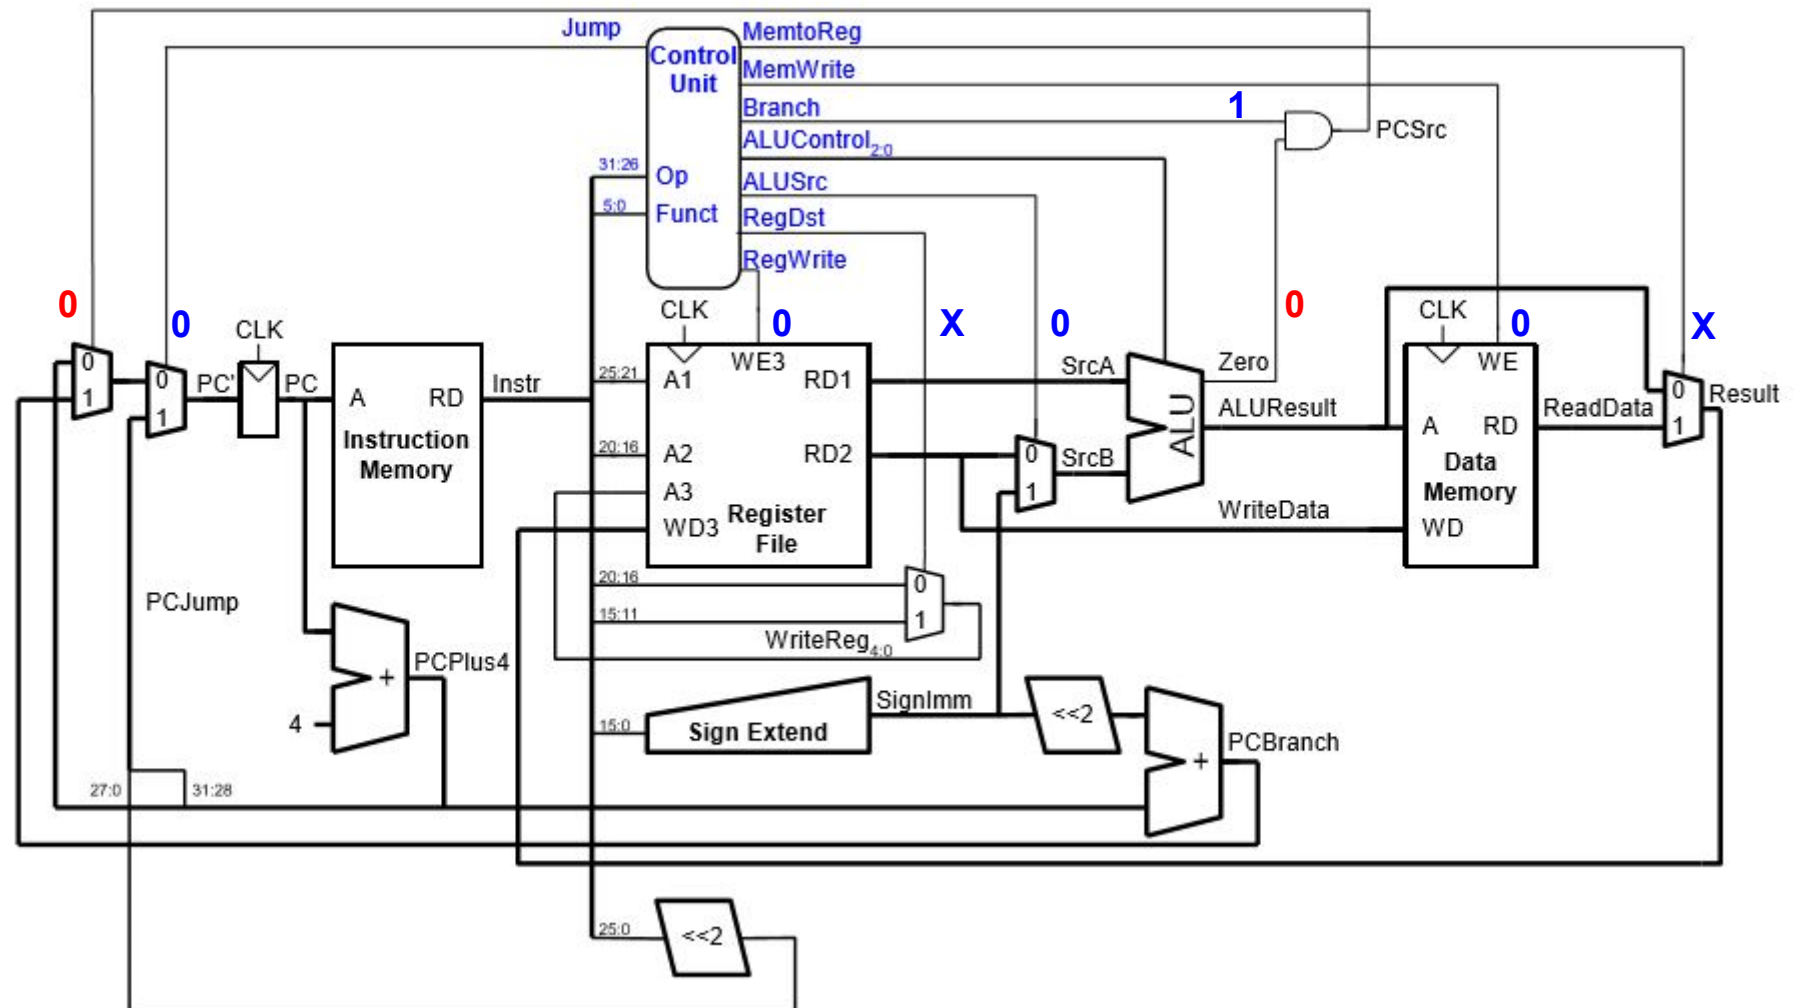 Jump
MemtoReg
Control
Unit
MemWrite
Branch
1
PCSrc
ALUControl2:0
31:26
Op
ALUSrc
5:0
Funct
RegDst
RegWrite
0
0
CLK
CLK
0
X
0
0
CLK
0
X
0
1
0
1
PC'
PC
A
RD
Instr
Instruction
Memory
25:21
A1
WE3
RD1
20:16
A2
RD2
A3
WD3
Register
File
SrcA
0
1
SrcB
ALU
Zero
ALUResult
WriteData
WE
A
RD
Data
Memory
WD
ReadData
0
1
Result
20:16
0
15:11
1
WriteReg4:0
PCJump
+
PCPlus4
4
15:0
Sign Extend
SignImm
<<2
+
PCBranch
27:0
31:28
25:0
<<2